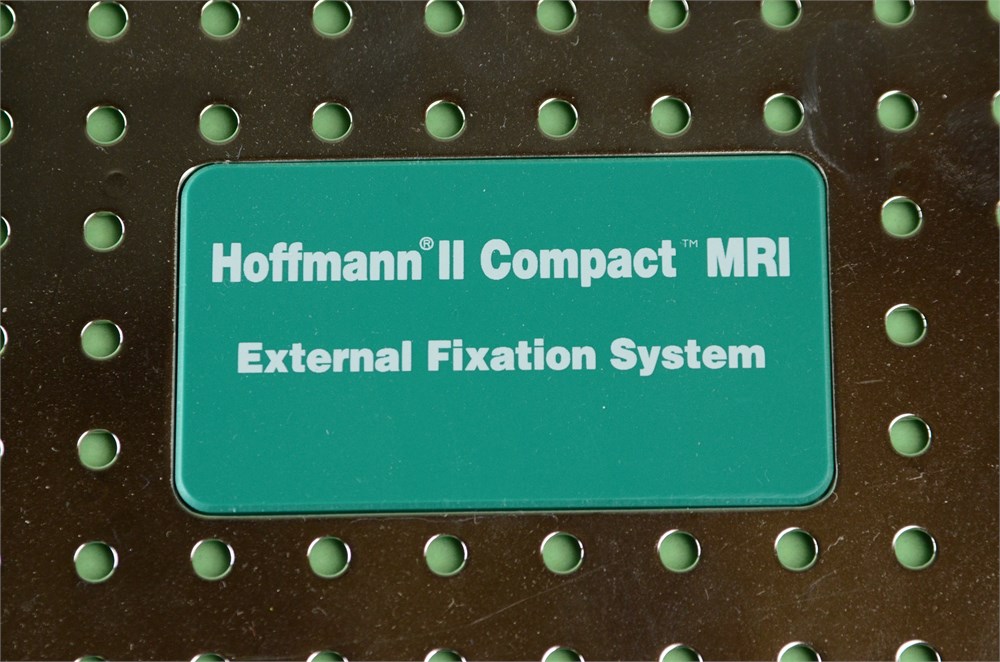 Hoffmann® II Compact™ MRI
External Fixation System